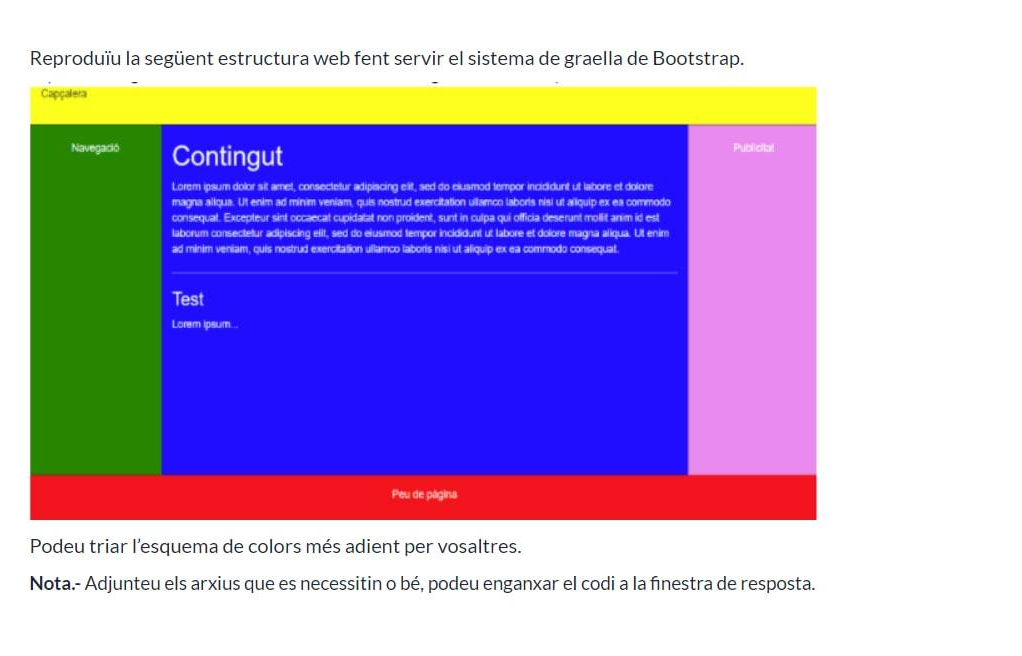 Reproduïu la següent estructura web fent servir el sistema de graella de Bootstrap.
Capçalera
Navegació
Contingut
Lorem ipsum dolor sit amet, consectetur adipiscing elit, sed do eiusmod tempor incididunt ut labore et dolore
magna aliqua. Ut enim ad minim veniam, quis nostrud exercitation ullamco laboris nisi ut aliquip ex ea commodo
consequat. Excepteur sint occaecat cupidatat non proident, sunt in culpa qui officia deserunt mollit anim id est
laborum consectetur adipiscing elit, sed do eiusmod tempor incididunt ut labore et dolore magna aliqua. Ut enim
ad minim veniam, quis nostrud exercitation ullamco laboris nisi ut aliquip ex ea commodo consequat.
Test
Lorem ipsum...
Publicitat
Peu de pàgina
Podeu triar l’esquema de colors més adient per vosaltres.
Nota.- Adjunteu els arxius que es necessitin o bé, podeu enganxar el codi a la finestra de resposta.